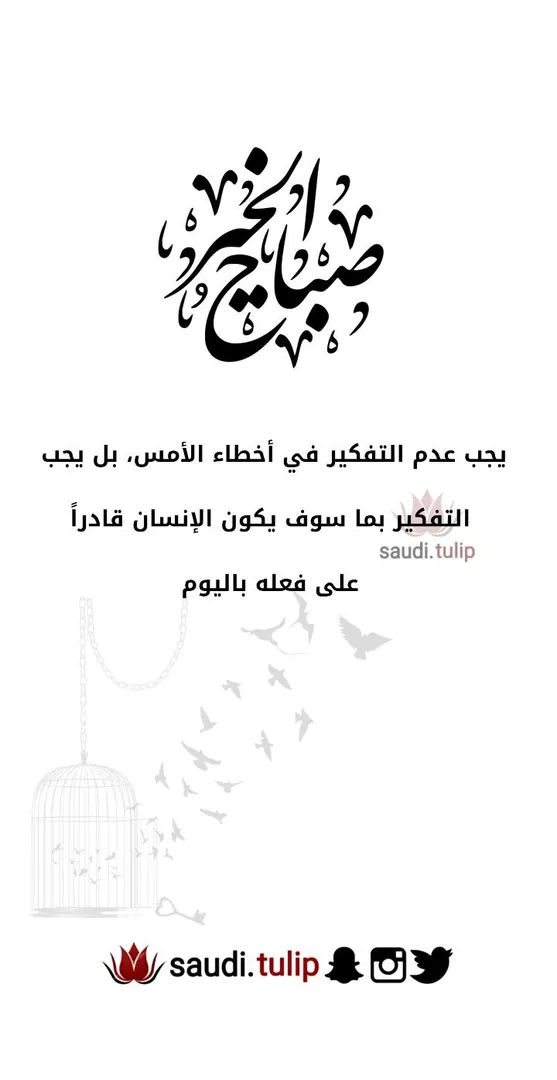 صباح الخير
يجب عدم التفكير في أخطاء الأمس، بل يجب
التفكير بما سوف يكون الإنسان قادراً
saudi.tulip
على فعله باليوم
saudi.tulip